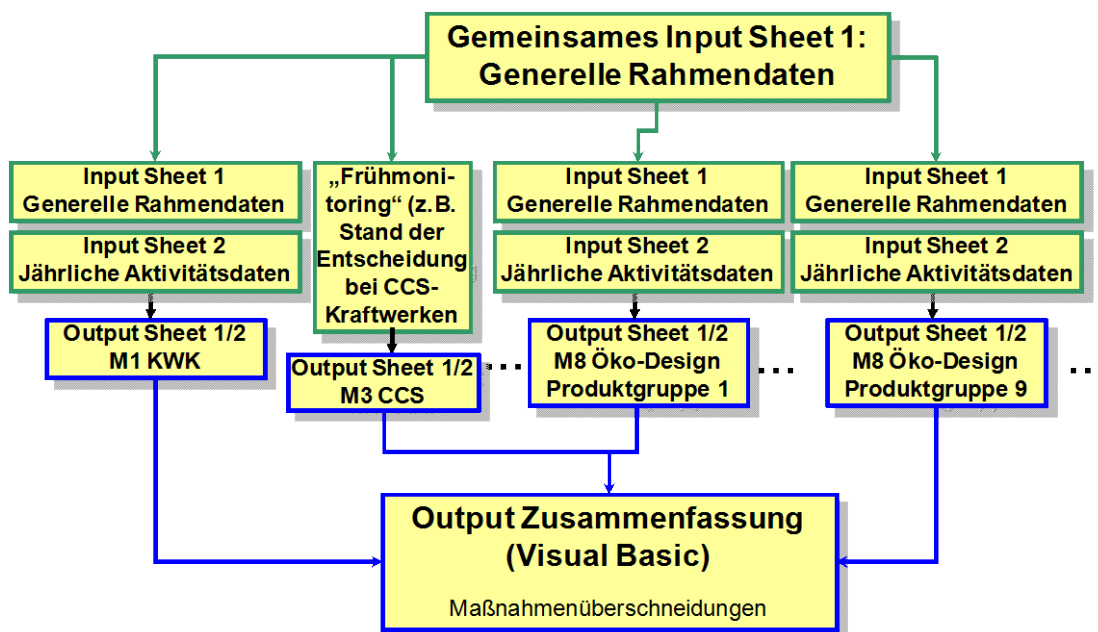 Gemeinsames Input Sheet 1:
Generelle Rahmendaten
Input Sheet 1
Generelle Rahmendaten
Input Sheet 2
Jährliche Aktivitätsdaten
Output Sheet 1/2
M1 KWK
„Frühmoni-
toring“ (z.B.
Stand der
Entscheidung
bei CCS-
Kraftwerken
Output Sheet 1/2
M3 CCS
...
Input Sheet 1
Generelle Rahmendaten
Input Sheet 2
Jährliche Aktivitätsdaten
Output Sheet 1/2
M8 Öko-Design
Produktgruppe 1
...
Input Sheet 1
Generelle Rahmendaten
Input Sheet 2
Jährliche Aktivitätsdaten
Output Sheet 1/2
M8 Öko-Design
Produktgruppe 9
...
Output Zusammenfassung
(Visual Basic)
Maßnahmenüberschneidungen